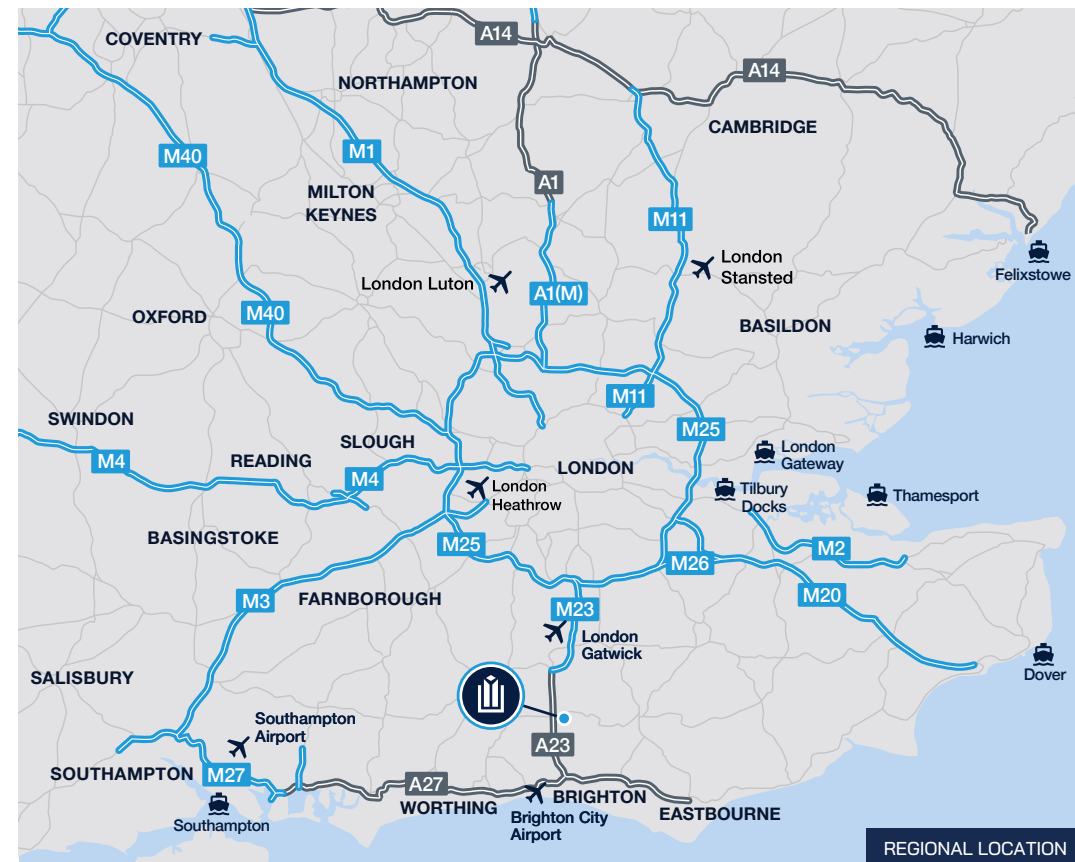 A14
COVENTRY
NORTHAMPTON
A14
CAMBRIDGE
M40
M1
A1
MILTON
KEYNES
M11
London
Stansted
London Luton
Felixstowe
A1(M)
OXFORD
M40
BASILDON
Harwich
M11
SWINDON
M25
SLOUGH
M4
READING
M4
LONDON
London
Gateway
London
Heathrow
Tilbury
Docks
Thamesport
BASINGSTOKE
M25
M2
M26
M3
FARNBOROUGH
M23
M20
London
Gatwick
SALISBURY
Dover
Southampton
Airport
A23
SOUTHAMPTON
M27
A27
WORTHING
BRIGHTON
EASTBOURNE
Southampton
Brighton City
Airport
REGIONAL LOCATION